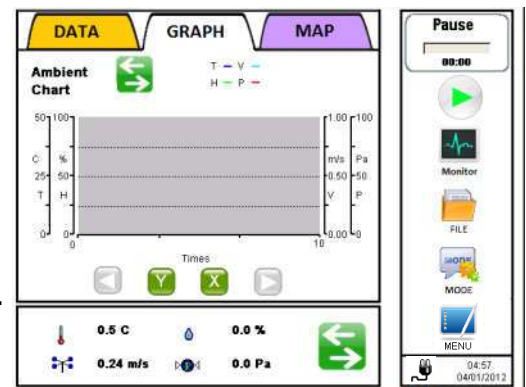 DATA GRAPH MAP
Ambient
Chart
T V
H P
50 100 1.00 100
C % m/s Pa
25 50 0.50 50
T H V P
0 0 0.00 0
0 10
Times
Y X
0.5 C 0.0 %
0.24 m/s 0.0 Pa
Pause
00:00
Monitor
FILE
MODE
MODE
MENU
04:57
04/01/2012